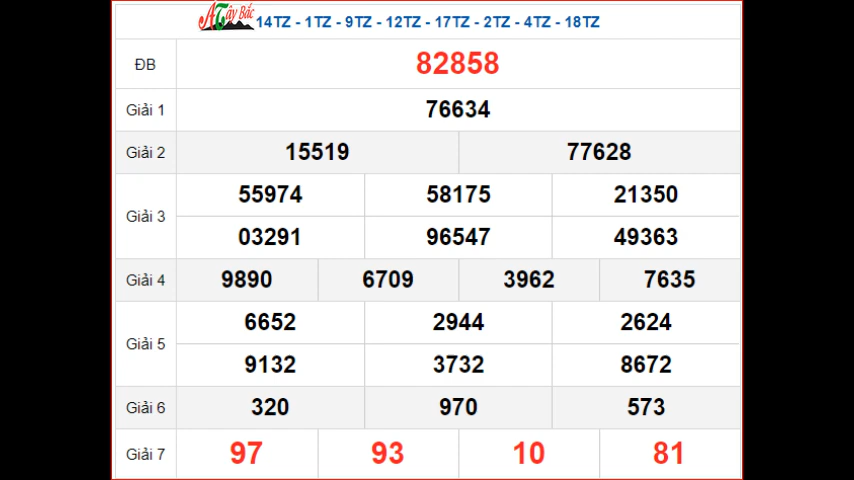 ATây Bắc 14TZ - 1TZ - 9TZ - 12TZ - 17TZ - 2TZ - 4TZ - 18TZ
ĐB 82858
Giải 1 76634
Giải 2 15519 77628
Giải 3 55974 58175 21350
03291 96547 49363
Giải 4 9890 6709 3962 7635
Giải 5 6652 2944 2624
9132 3732 8672
Giải 6 320 970 573
Giải 7 97 93 10 81